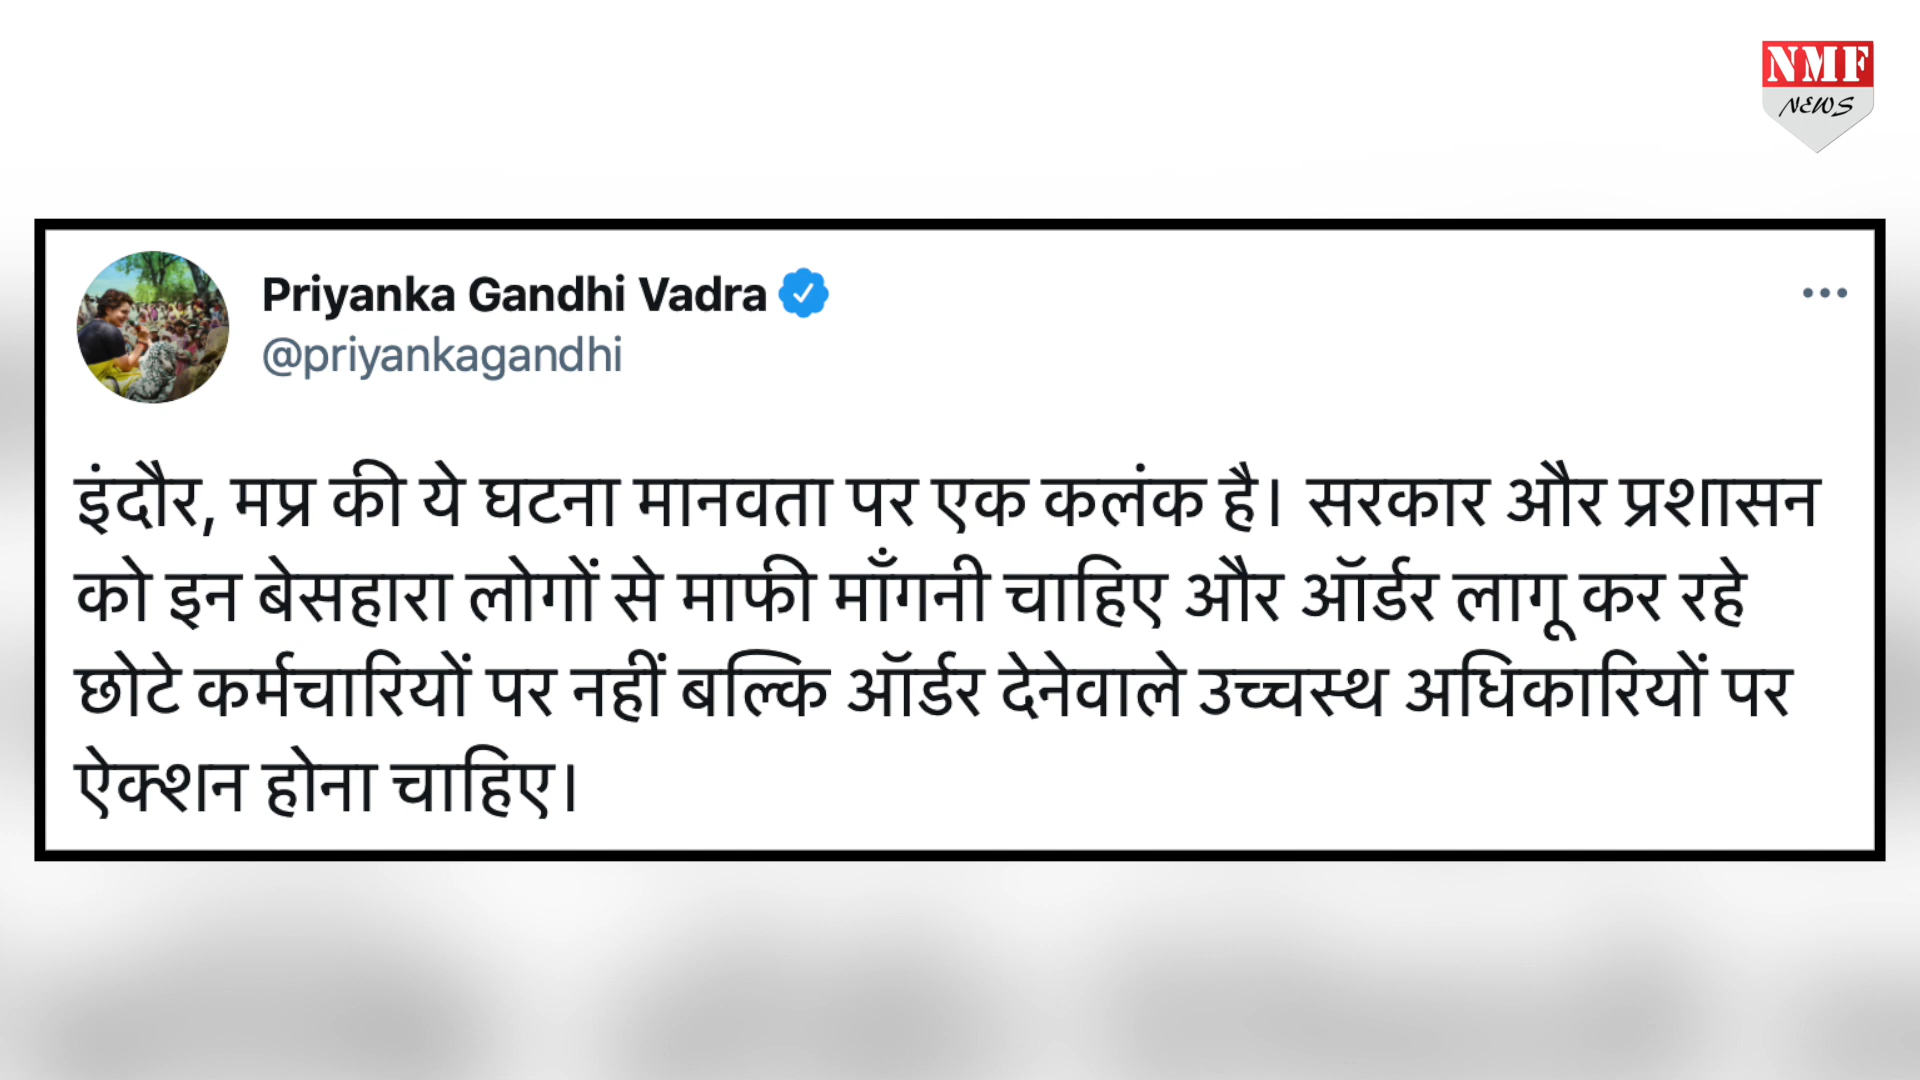 NMF
NEWS
Priyanka Gandhi Vadra
@priyankagandhi
इंदौर, मप्र की ये घटना मानवता पर एक कलंक है। सरकार और प्रशासन
को इन बेसहारा लोगों से माफी माँगनी चाहिए और ऑर्डर लागू कर रहे
छोटे कर्मचारियों पर नहीं बल्कि ऑर्डर देनेवाले उच्चस्थ अधिकारियों पर
ऐक्शन होना चाहिए।